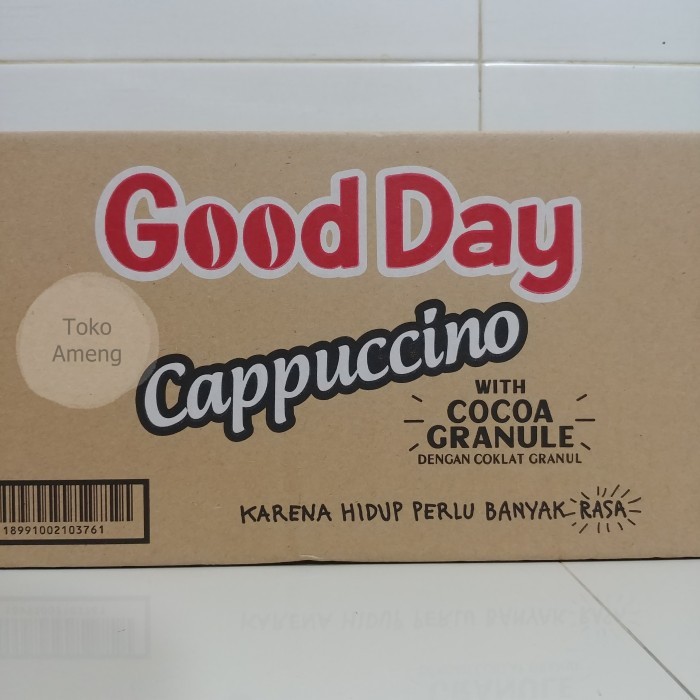 Good Day
Toko
Ameng
Cappuccino
WITH
COCOA
GRANULE
DENGAN COKLAT GRANUL
KARENA HIDUP PERLU BANYAK RASA
18991002103761